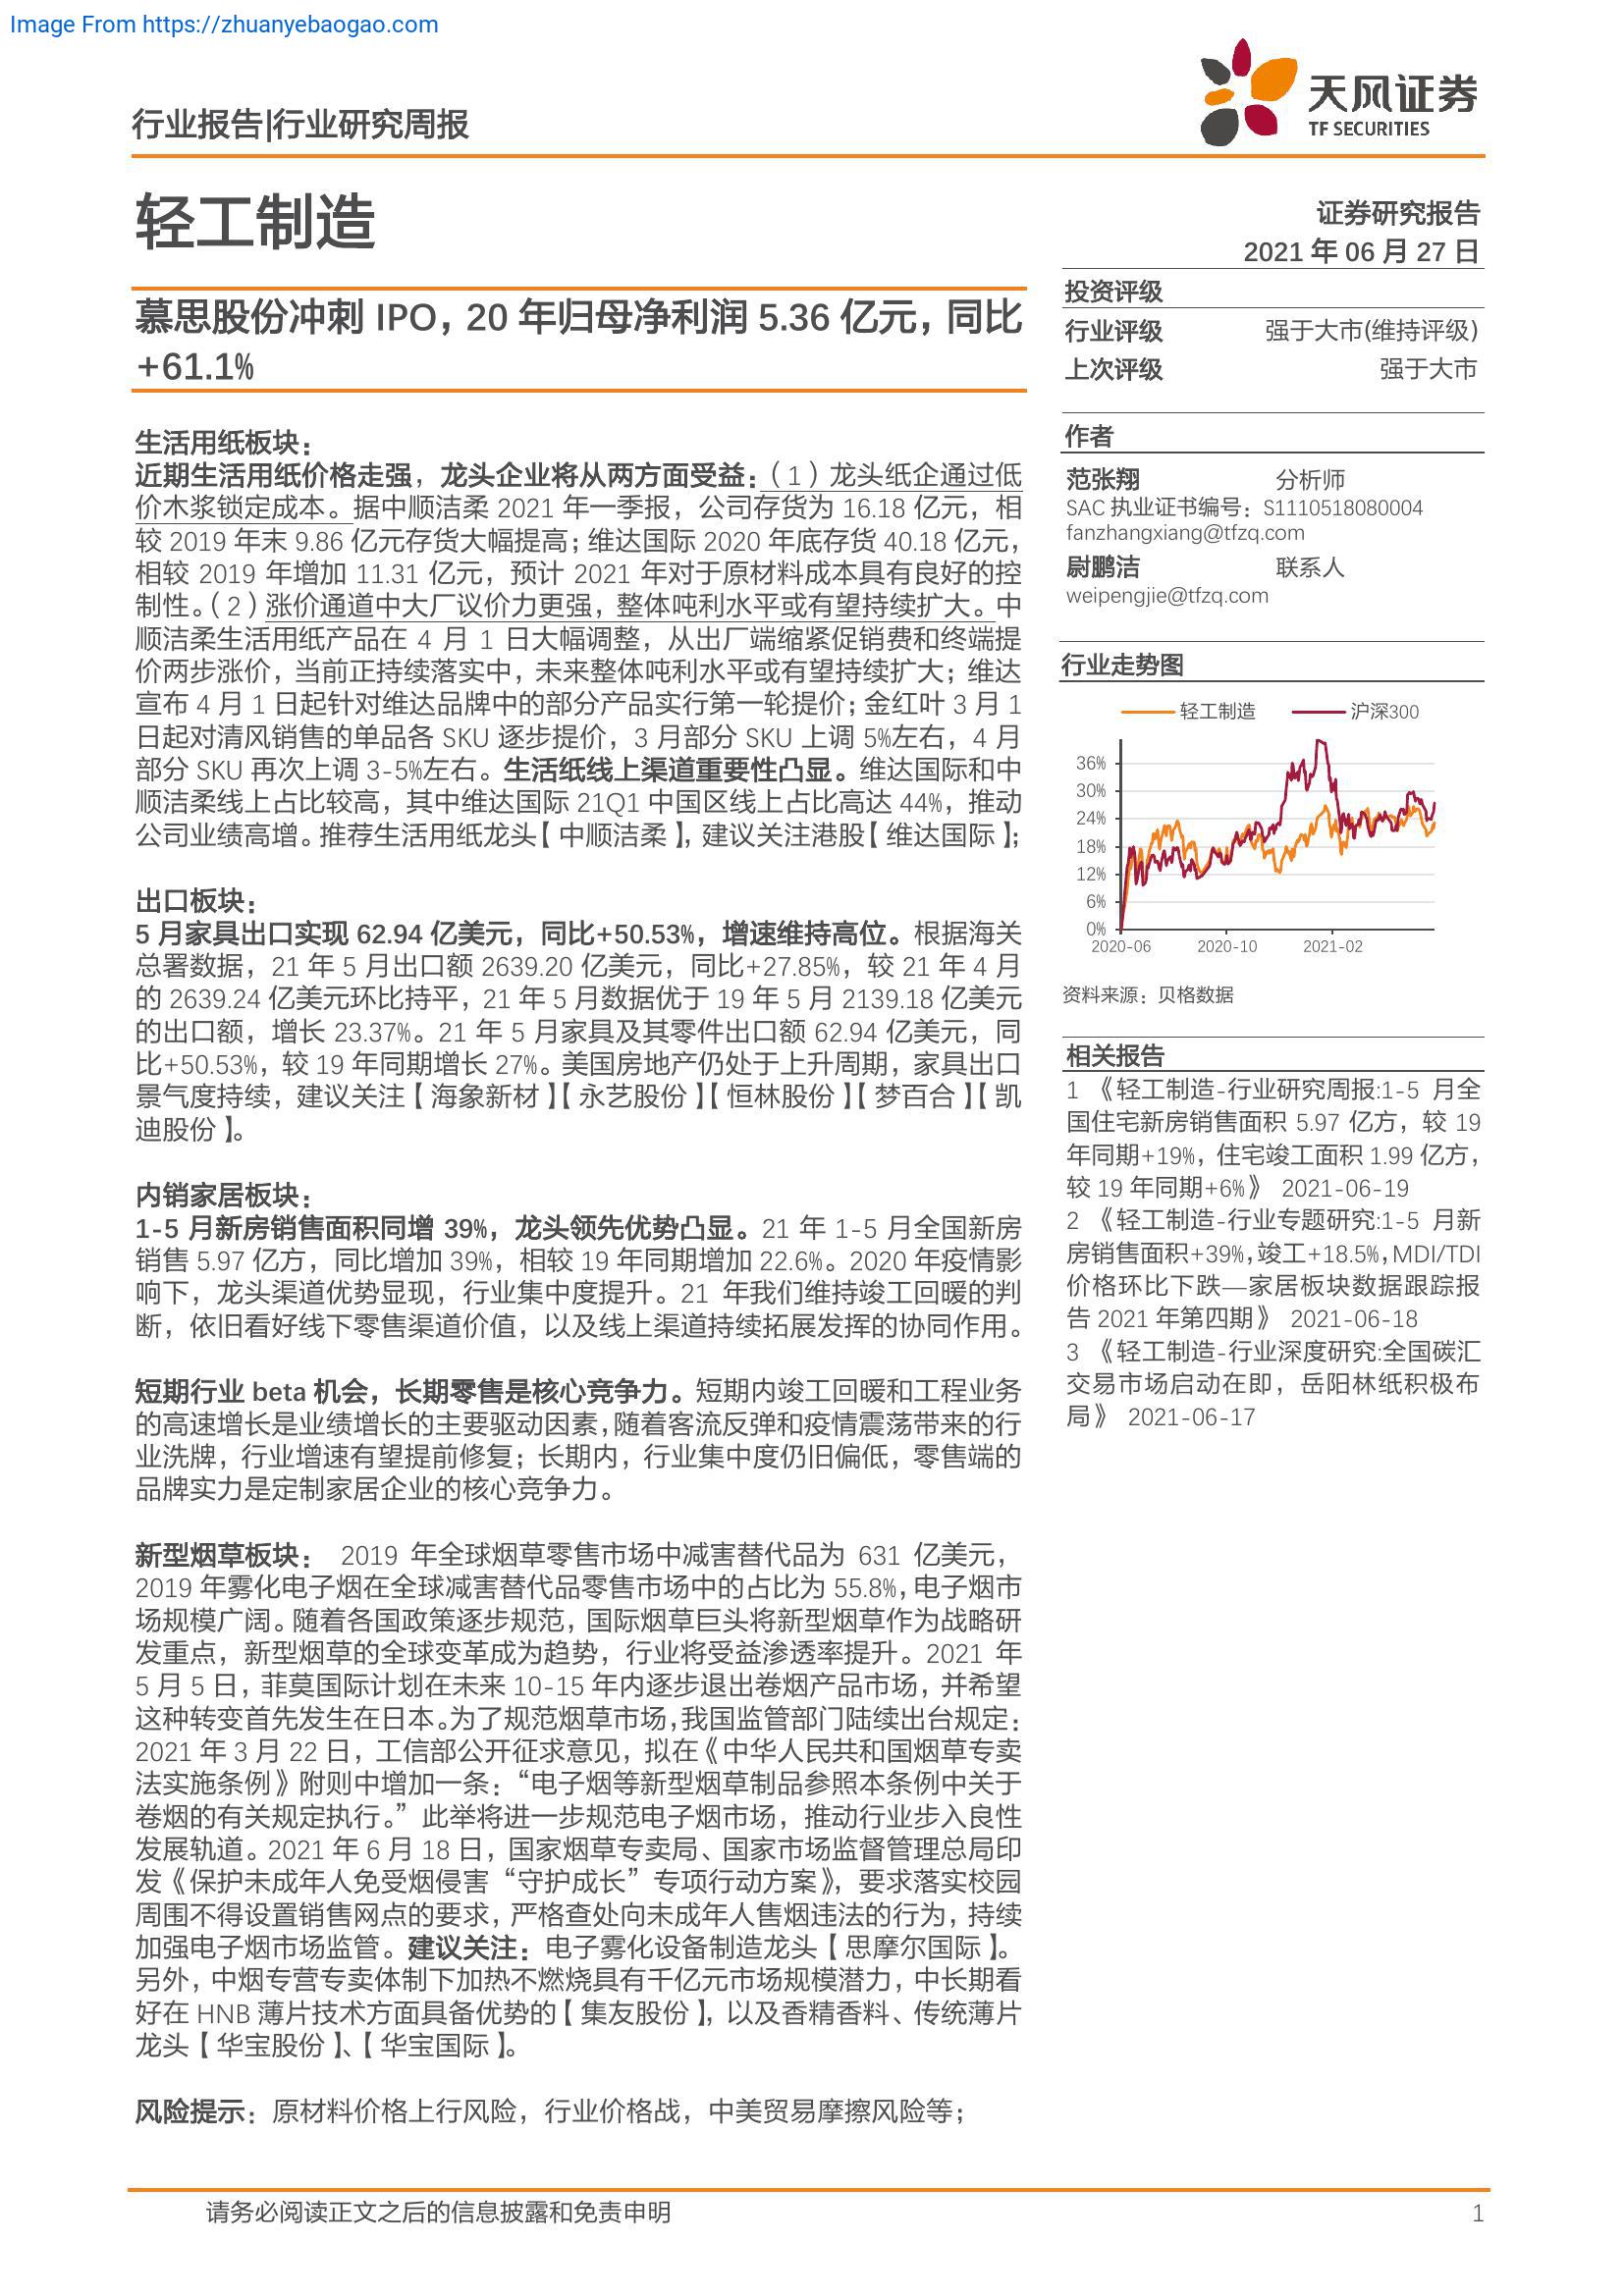 Image From https://zhuanyebaogao.com
行业报告|行业研究周报
天风证券
TF SECURITIES
轻工制造
证券研究报告
2021 年 06 月 27 日
慕思股份冲刺 IPO，20 年归母净利润 5.36 亿元，同比
+61.1%
生活用纸板块：
近期生活用纸价格走强，龙头企业将从两方面受益：（1）龙头纸企通过低
价木浆锁定成本。据中顺洁柔 2021 年一季报，公司存货为 16.18 亿元，相
较 2019 年末 9.86 亿元存货大幅提高；维达国际 2020 年底存货 40.18 亿元，
相较 2019 年增加 11.31 亿元，预计 2021 年对于原材料成本具有良好的控
制性。（2）涨价通道中大厂议价力更强，整体吨利水平或有望持续扩大。中
顺洁柔生活用纸产品在 4 月 1 日大幅调整，从出厂端缩紧促销费和终端提
价两步涨价，当前正持续落实中，未来整体吨利水平或有望持续扩大；维达
宣布 4 月 1 日起针对维达品牌中的部分产品实行第一轮提价；金红叶 3 月 1
日起对清风销售的单品各 SKU 逐步提价，3 月部分 SKU 上调 5%左右，4 月
部分 SKU 再次上调 3-5%左右。生活纸线上渠道重要性凸显。维达国际和中
顺洁柔线上占比较高，其中维达国际 21Q1 中国区线上占比高达 44%，推动
公司业绩高增。推荐生活用纸龙头【中顺洁柔】，建议关注港股【维达国际】；
出口板块：
5 月家具出口实现 62.94 亿美元，同比+50.53%，增速维持高位。根据海关
总署数据，21 年 5 月出口额 2639.20 亿美元，同比+27.85%，较 21 年 4 月
的 2639.24 亿美元环比持平，21 年 5 月数据优于 19 年 5 月 2139.18 亿美元
的出口额，增长 23.37%。21 年 5 月家具及其零件出口额 62.94 亿美元，同
比+50.53%，较 19 年同期增长 27%。美国房地产仍处于上升周期，家具出口
景气度持续，建议关注【海象新材】【永艺股份】【恒林股份】【梦百合】【凯
迪股份】。
内销家居板块：
1-5 月新房销售面积同增 39%，龙头领先优势凸显。21 年 1-5 月全国新房
销售 5.97 亿方，同比增加 39%，相较 19 年同期增加 22.6%。2020 年疫情影
响下，龙头渠道优势显现，行业集中度提升。21 年我们维持竣工回暖的判
断，依旧看好线下零售渠道价值，以及线上渠道持续拓展发挥的协同作用。
短期行业 beta 机会，长期零售是核心竞争力。短期内竣工回暖和工程业务
的高速增长是业绩增长的主要驱动因素，随着客流反弹和疫情震荡带来的行
业洗牌，行业增速有望提前修复；长期内，行业集中度仍旧偏低，零售端的
品牌实力是定制家居企业的核心竞争力。
新型烟草板块： 2019 年全球烟草零售市场中减害替代品为 631 亿美元，
2019 年雾化电子烟在全球减害替代品零售市场中的占比为 55.8%，电子烟市
场规模广阔。随着各国政策逐步规范，国际烟草巨头将新型烟草作为战略研
发重点，新型烟草的全球变革成为趋势，行业将受益渗透率提升。2021 年
5 月 5 日，菲莫国际计划在未来 10-15 年内逐步退出卷烟产品市场，并希望
这种转变首先发生在日本。为了规范烟草市场，我国监管部门陆续出台规定：
2021 年 3 月 22 日，工信部公开征求意见，拟在《中华人民共和国烟草专卖
法实施条例》附则中增加一条：“电子烟等新型烟草制品参照本条例中关于
卷烟的有关规定执行。”此举将进一步规范电子烟市场，推动行业步入良性
发展轨道。2021 年 6 月 18 日，国家烟草专卖局、国家市场监督管理总局印
发《保护未成年人免受烟侵害“守护成长”专项行动方案》，要求落实校园
周围不得设置销售网点的要求，严格查处向未成年人售烟违法的行为，持续
加强电子烟市场监管。建议关注：电子雾化设备制造龙头【思摩尔国际】。
另外，中烟专营专卖体制下加热不燃烧具有千亿元市场规模潜力，中长期看
好在 HNB 薄片技术方面具备优势的【集友股份】，以及香精香料、传统薄片
龙头【华宝股份】、【华宝国际】。
风险提示：原材料价格上行风险，行业价格战，中美贸易摩擦风险等；
投资评级
行业评级 强于大市(维持评级)
上次评级 强于大市
作者
范张翔 分析师
SAC 执业证书编号：S1110518080004
fanzhangxiang@tfzq.com
尉鹏洁 联系人
weipengjie@tfzq.com
行业走势图
轻工制造 沪深300
36%
30%
24%
18%
12%
6%
0%
2020-06 2020-10 2021-02
资料来源：贝格数据
相关报告
1 《轻工制造-行业研究周报:1-5 月全
国住宅新房销售面积 5.97 亿方，较 19
年同期+19%，住宅竣工面积 1.99 亿方，
较 19 年同期+6%》 2021-06-19
2 《轻工制造-行业专题研究:1-5 月新
房销售面积+39%,竣工+18.5%,MDI/TDI
价格环比下跌—家居板块数据跟踪报
告 2021 年第四期》 2021-06-18
3 《轻工制造-行业深度研究:全国碳汇
交易市场启动在即，岳阳林纸积极布
局》 2021-06-17
请务必阅读正文之后的信息披露和免责申明 1